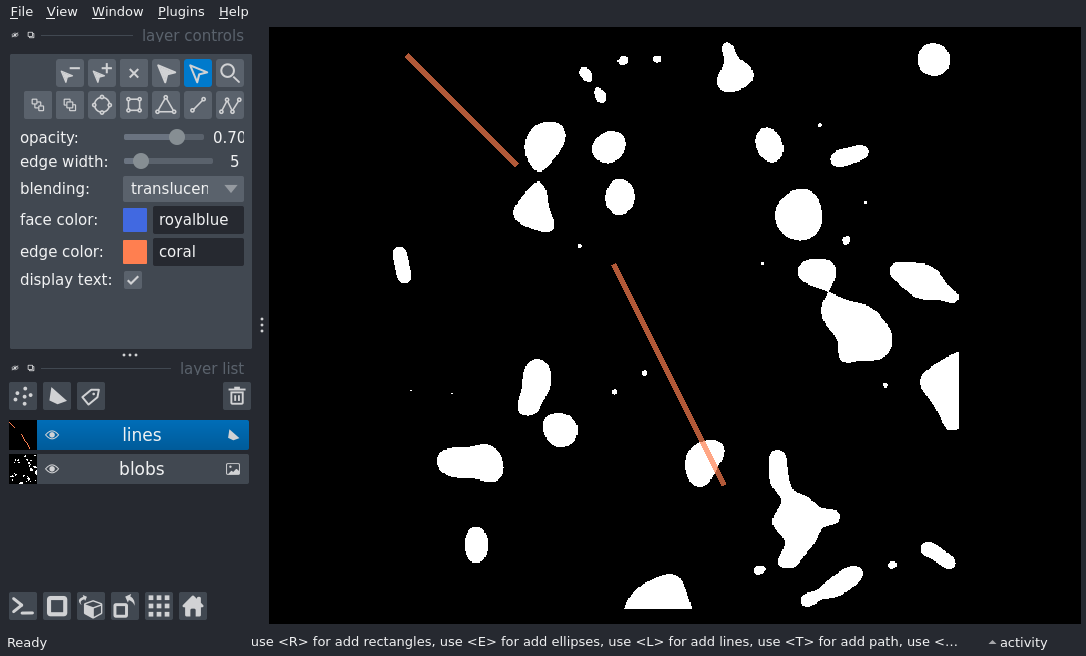 File View Window Plugins Help
layer controls
opacity: 0.70
edge width: 5
blending: translucen
face color: royalblue
edge color: coral
display text:
layer list
lines
blobs
Ready use <R> for add rectangles, use <E> for add ellipses, use <L> for add lines, use <T> for add path, use <... activity